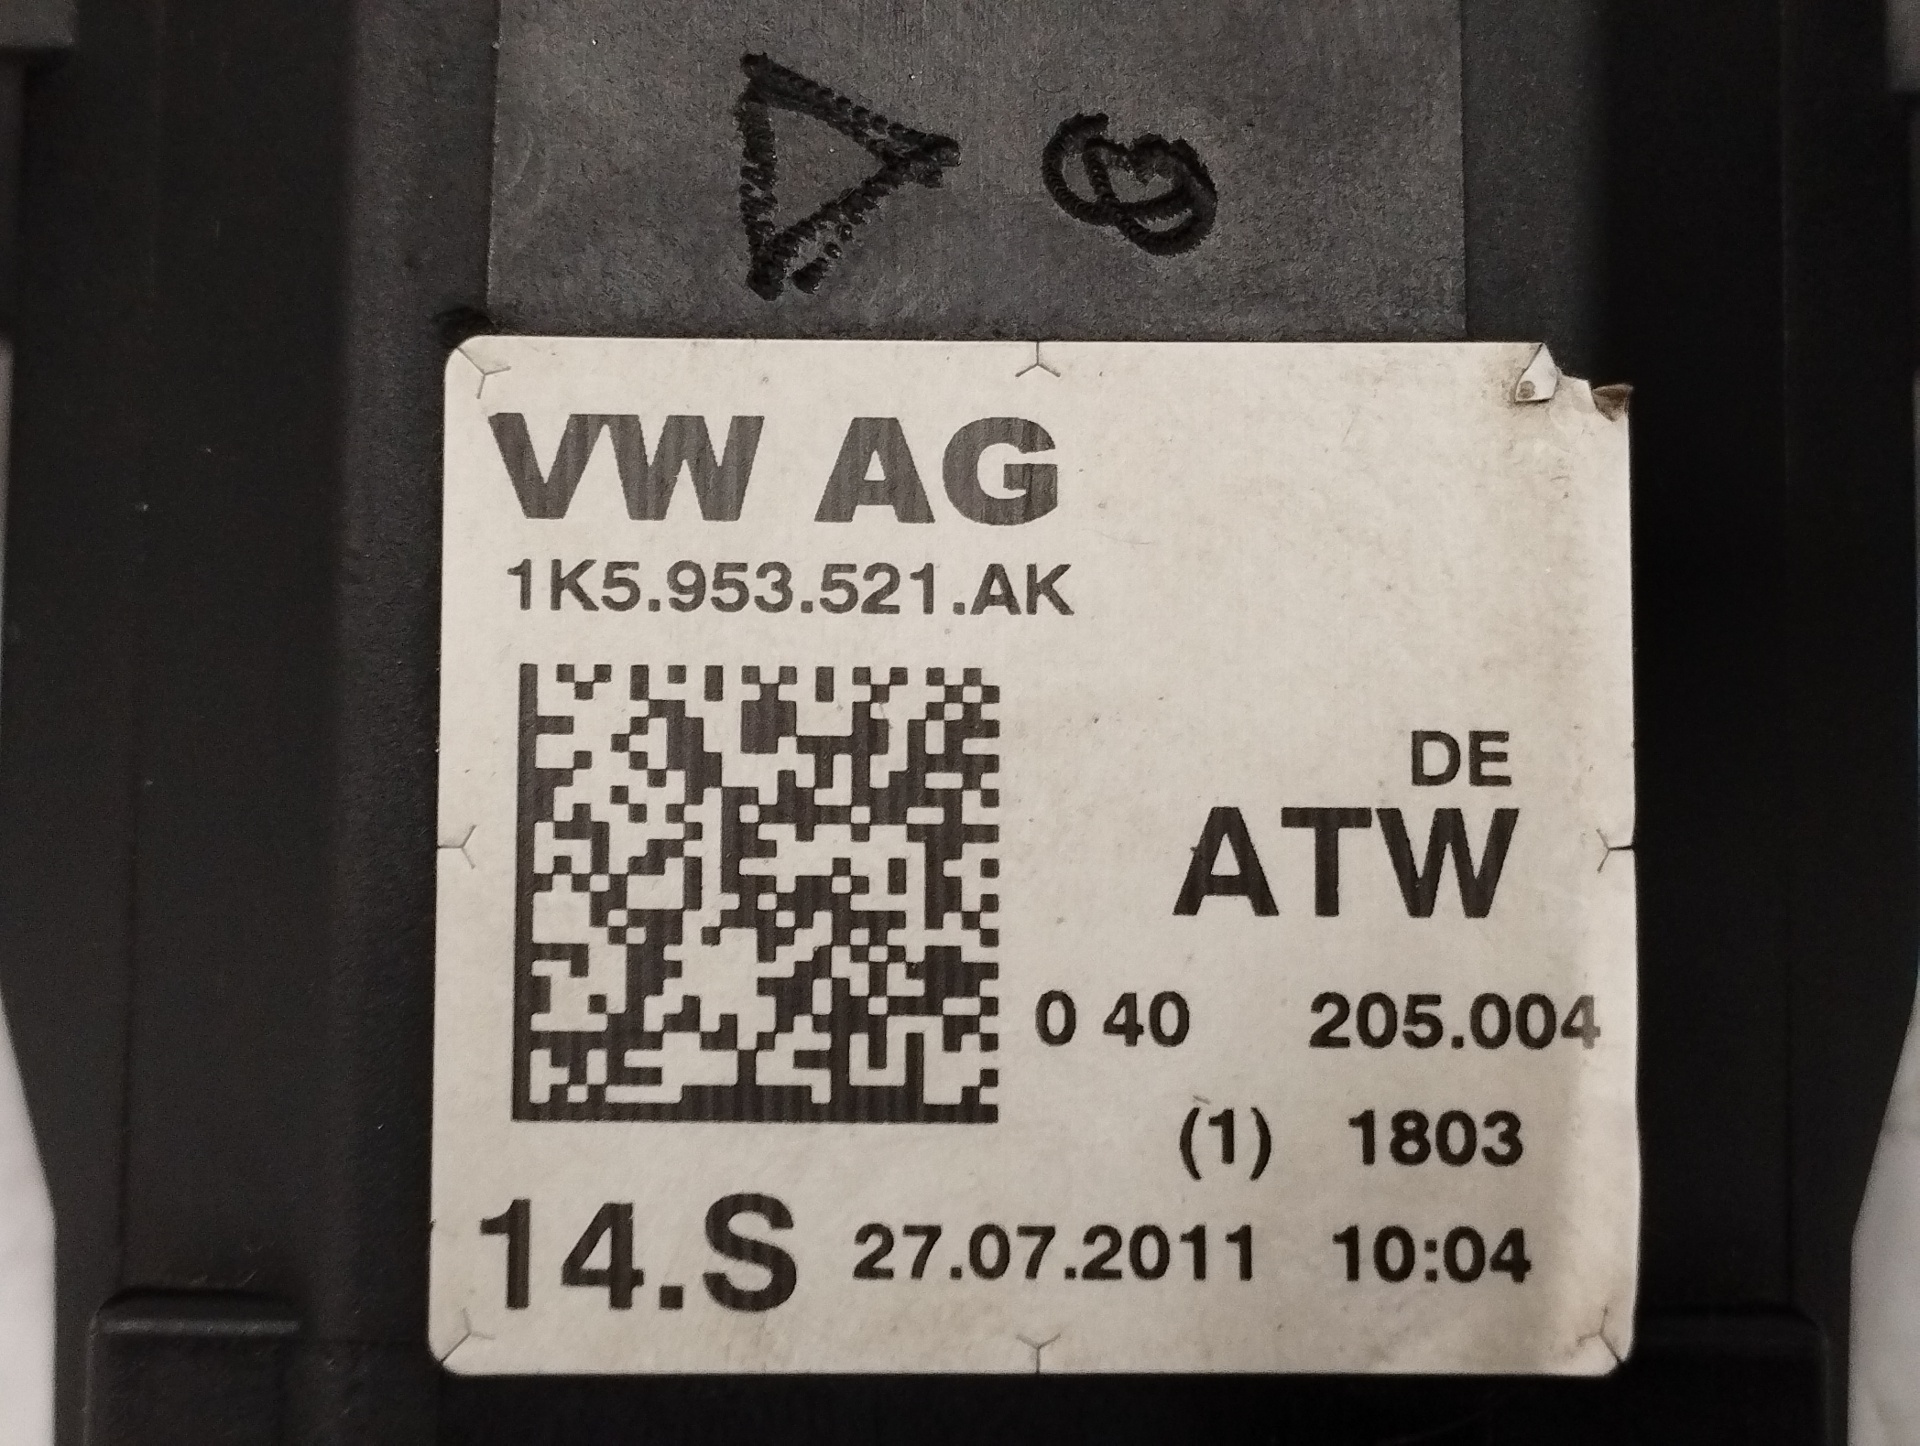 VW AG
1K5.953.521.AK
DE
ATW
0 40 205.004
(1) 1803
14.S 27.07.2011 10:04